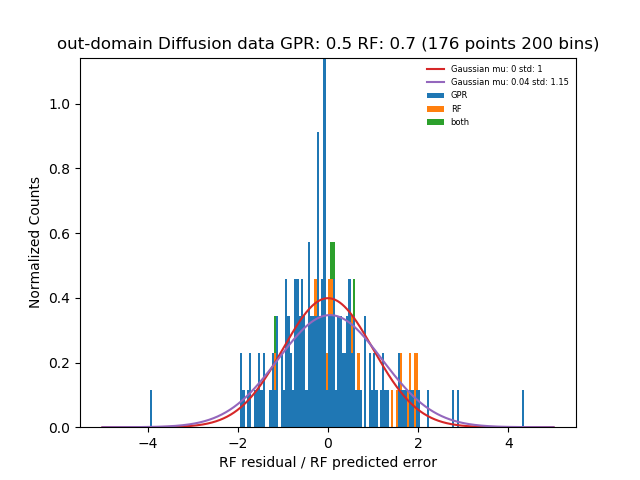 out-domain Diffusion data GPR: 0.5 RF: 0.7 (176 points 200 bins)
Gaussian mu: 0 std: 1
Gaussian mu: 0.04 std: 1.15
GPR
RF
both
1.0
0.8
0.6
0.4
0.2
0.0
Normalized Counts
−4
−2
0
2
4
RF residual / RF predicted error